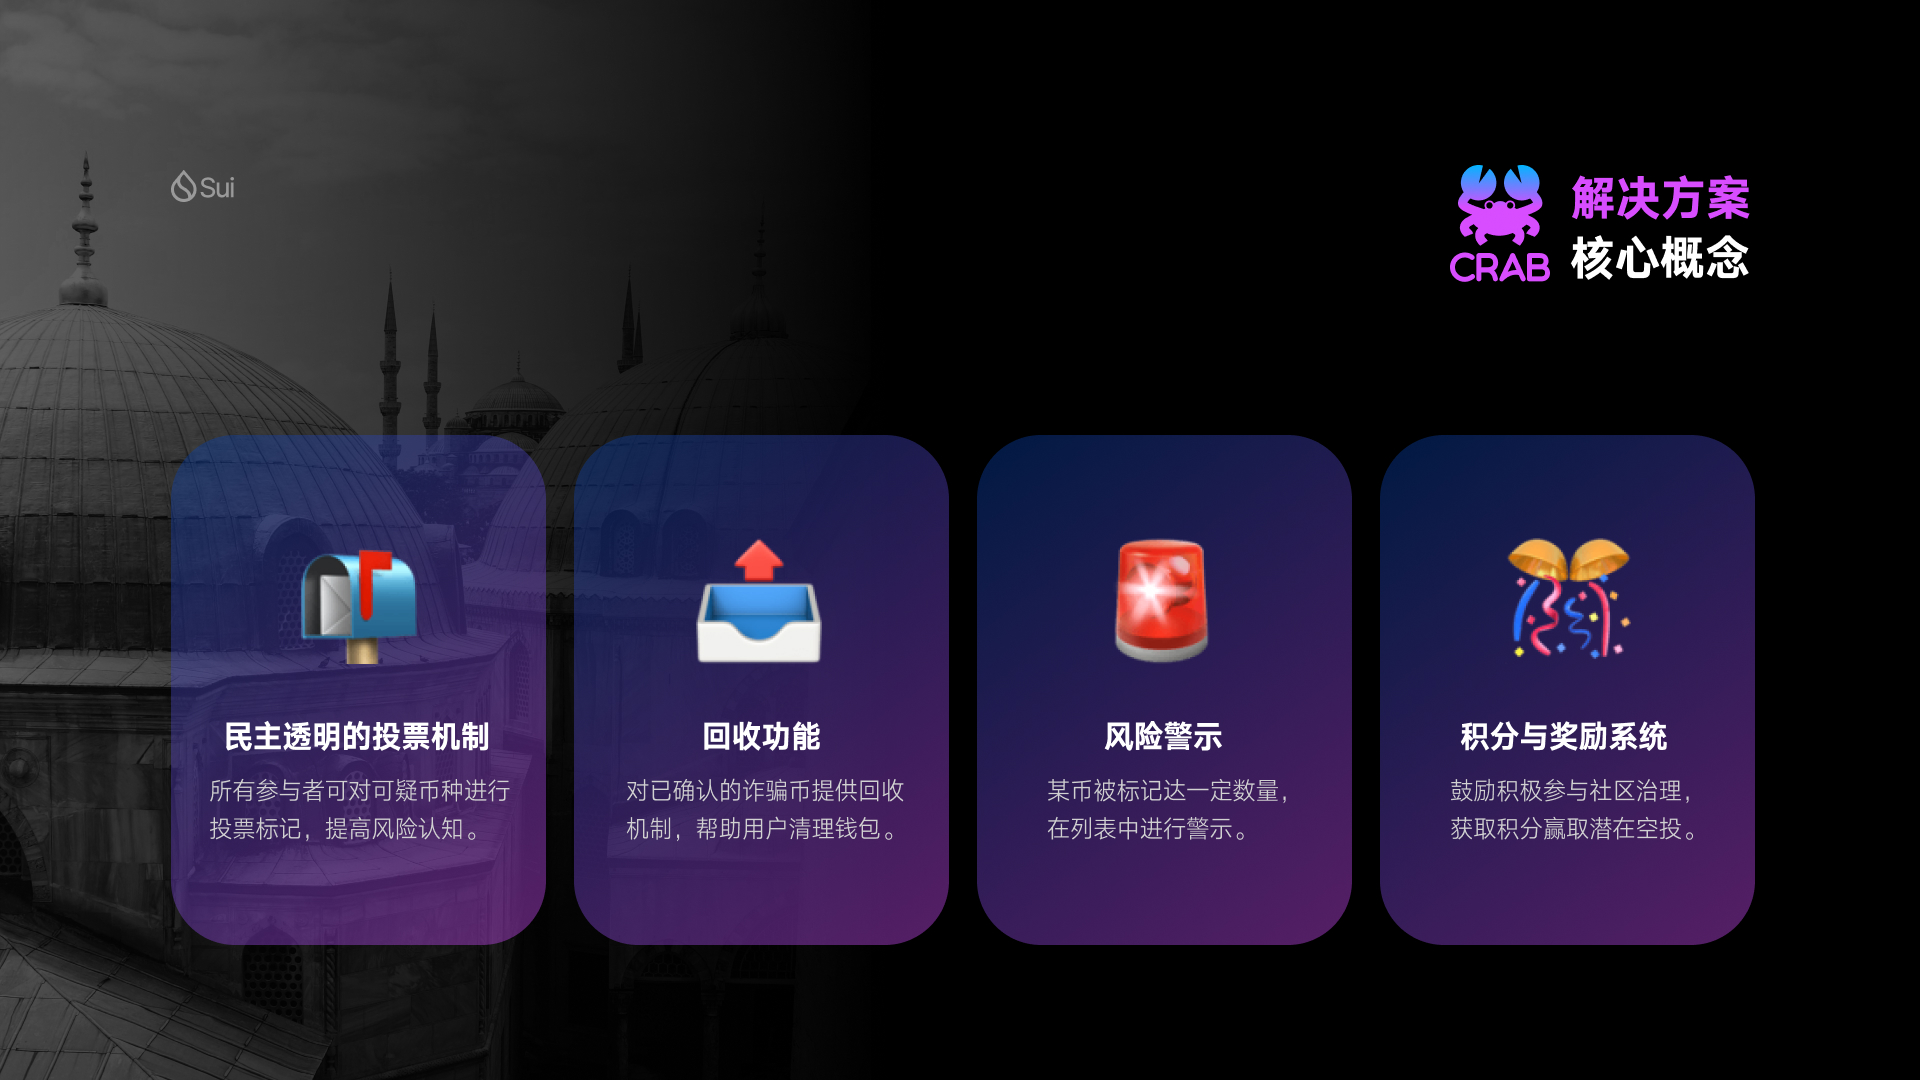 Sui
CRAB
解决方案
核心概念
民主透明的投票机制
所有参与者可对可疑币种进行
投票标记，提高风险认知。
回收功能
对已确认的诈骗币提供回收
机制，帮助用户清理钱包。
风险警示
某币被标记达一定数量，
在列表中进行警示。
积分与奖励系统
鼓励积极参与社区治理，
获取积分赢取潜在空投。